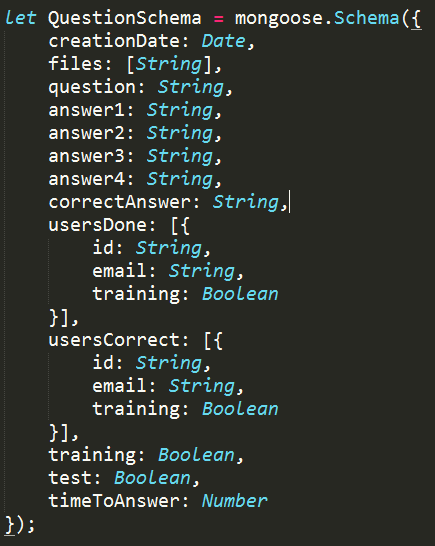 let QuestionSchema = mongoose.Schema({
    creationDate: Date,
    files: [String],
    question: String,
    answer1: String,
    answer2: String,
    answer3: String,
    answer4: String,
    correctAnswer: String,
    usersDone: [{
        id: String,
        email: String,
        training: Boolean
    }],
    usersCorrect: [{
        id: String,
        email: String,
        training: Boolean
    }],
    training: Boolean,
    test: Boolean,
    timeToAnswer: Number
});